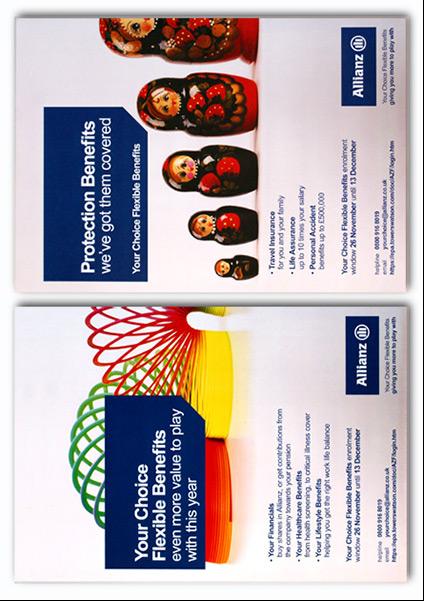 Protection Benefits
we've got them covered
Your Choice Flexible Benefits
• Travel Insurance
for you and your family
• Life Assurance
up to 10 times your salary
• Personal Accident
benefits up to £500,000
Your Choice Flexible Benefits enrolment
window 26 November until 13 December
helpline 0800 916 8019
email yourchoice@allianz.co.uk
Allianz
Your Choice Flexible Benefits
giving you more to play with
Your Choice
Flexible Benefits
even more value to play
with this year
• Your Financials
buy shares in Allianz, or get contributions from
the company towards your pension
• Your Healthcare Benefits
from health screening, to critical illness cover
• Your Lifestyle Benefits
helping you get the right work life balance
Your Choice Flexible Benefits enrolment
window 26 November until 13 December
helpline 0800 916 8019
email yourchoice@allianz.co.uk
Allianz
Your Choice Flexible Benefits
giving you more to play with